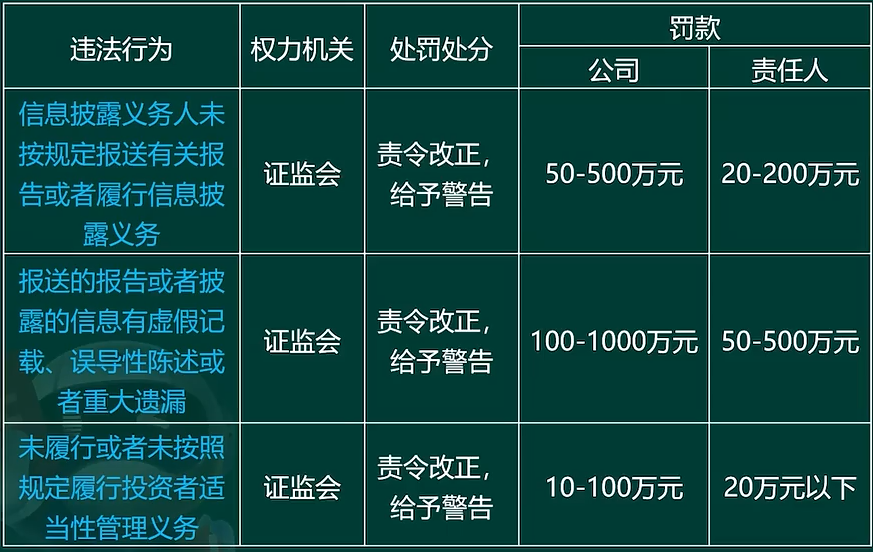 违法行为
权力机关
处罚处分
罚款
公司
责任人
信息披露义务人未
按规定报送有关报
告或者履行信息披
露义务
证监会
责令改正，
给予警告
50-500万元
20-200万元
报送的报告或者披
露的信息有虚假记
载、误导性陈述或
者重大遗漏
证监会
责令改正，
给予警告
100-1000万元
50-500万元
未履行或者未按照
规定履行投资者适
当性管理义务
证监会
责令改正，
给予警告
10-100万元
20万元以下